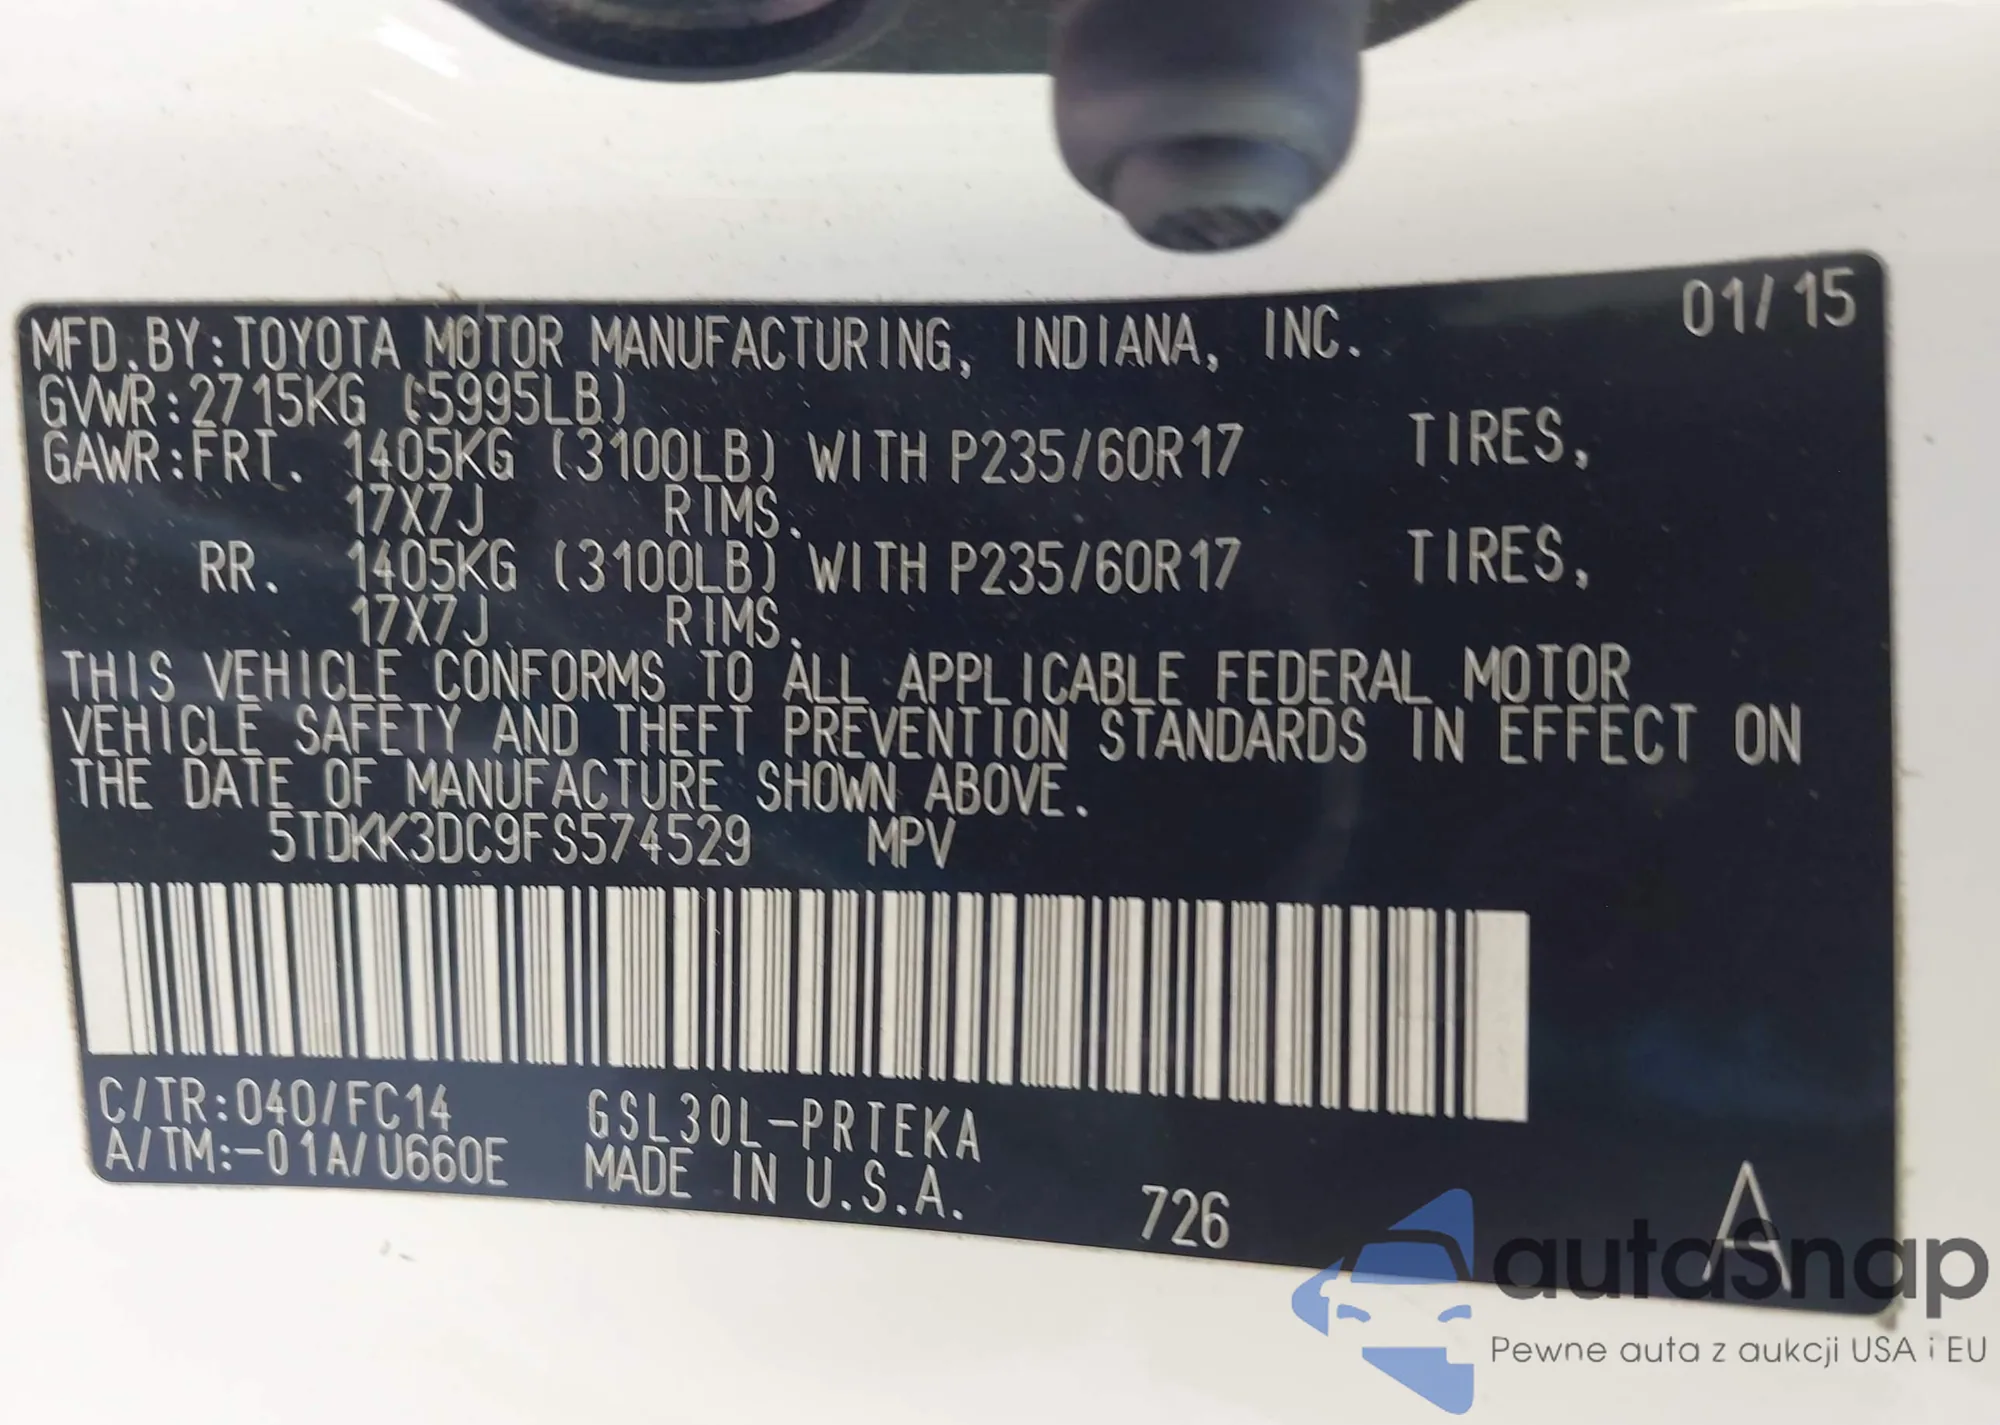 01/15
MFD.BY:TOYOTA MOTOR MANUFACTURING, INDIANA, INC.
GVWR:2715KG (5995LB)
GAWR:FRT. 1405KG (3100LB) WITH P235/60R17 TIRES,
17X7J RIMS.
RR. 1405KG (3100LB) WITH P235/60R17 TIRES,
17X7J RIMS.
THIS VEHICLE CONFORMS TO ALL APPLICABLE FEDERAL MOTOR
VEHICLE SAFETY AND THEFT PREVENTION STANDARDS IN EFFECT ON
THE DATE OF MANUFACTURE SHOWN ABOVE.
5TDKK3DC9FS574529 MPV
C/TR:040/FC14 GSL30L-PRTEKA
A/TM:-01A/U660E MADE IN U.S.A.
726 A
autoSnap
Pewne auta z aukcji USA i EU